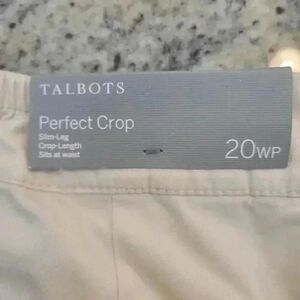 TALBOTS
Perfect Crop
Slim-Leg
Crop-Length
Sits at waist
20WP